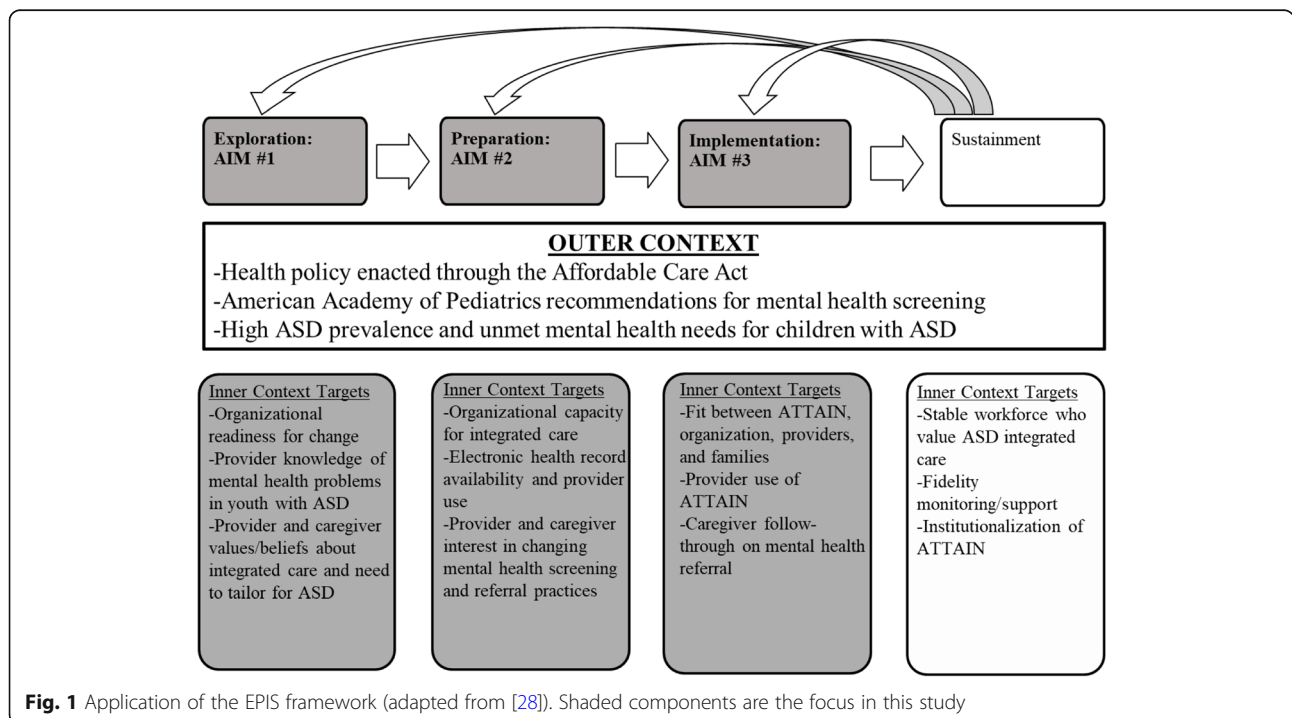 Exploration:
AIM #1
Preparation:
AIM #2
Implementation:
AIM #3
Sustainment
OUTER CONTEXT
-Health policy enacted through the Affordable Care Act
-American Academy of Pediatrics recommendations for mental health screening
-High ASD prevalence and unmet mental health needs for children with ASD
Inner Context Targets
-Organizational
readiness for change
-Provider knowledge of
mental health problems
in youth with ASD
-Provider and caregiver
values/beliefs about
integrated care and need
to tailor for ASD
Inner Context Targets
-Organizational capacity
for integrated care
-Electronic health record
availability and provider
use
-Provider and caregiver
interest in changing
mental health screening
and referral practices
Inner Context Targets
-Fit between ATTAIN,
organization, providers,
and families
-Provider use of
ATTAIN
-Caregiver follow-
through on mental health
referral
Inner Context Targets
-Stable workforce who
value ASD integrated
care
-Fidelity
monitoring/support
-Institutionalization of
ATTAIN
Fig. 1 Application of the EPIS framework (adapted from [28]). Shaded components are the focus in this study